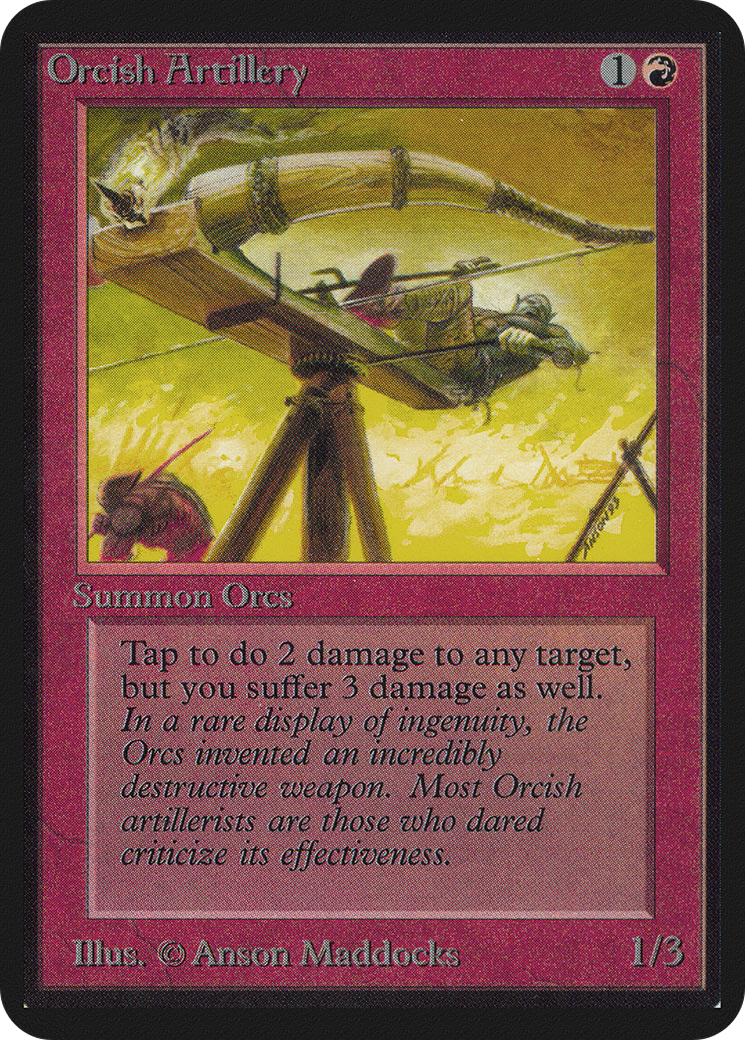 Orcish Artillery 1
ANSON 93
Summon Orcs
Tap to do 2 damage to any target,
but you suffer 3 damage as well.
In a rare display of ingenuity, the
Orcs invented an incredibly
destructive weapon. Most Orcish
artillerists are those who dared
criticize its effectiveness.
Illus. © Anson Maddocks 1/3